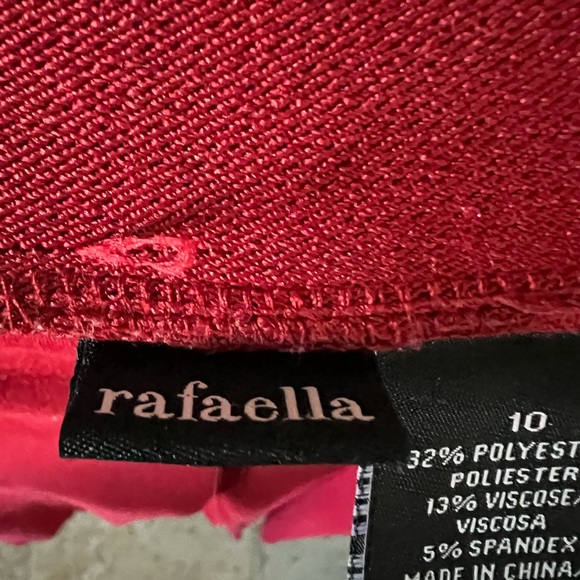 rafaella
10
32% POLYEST
POLIESTER
13% VISCOSE/
VISCOSA
5% SPANDEX
MADE IN CHINA/